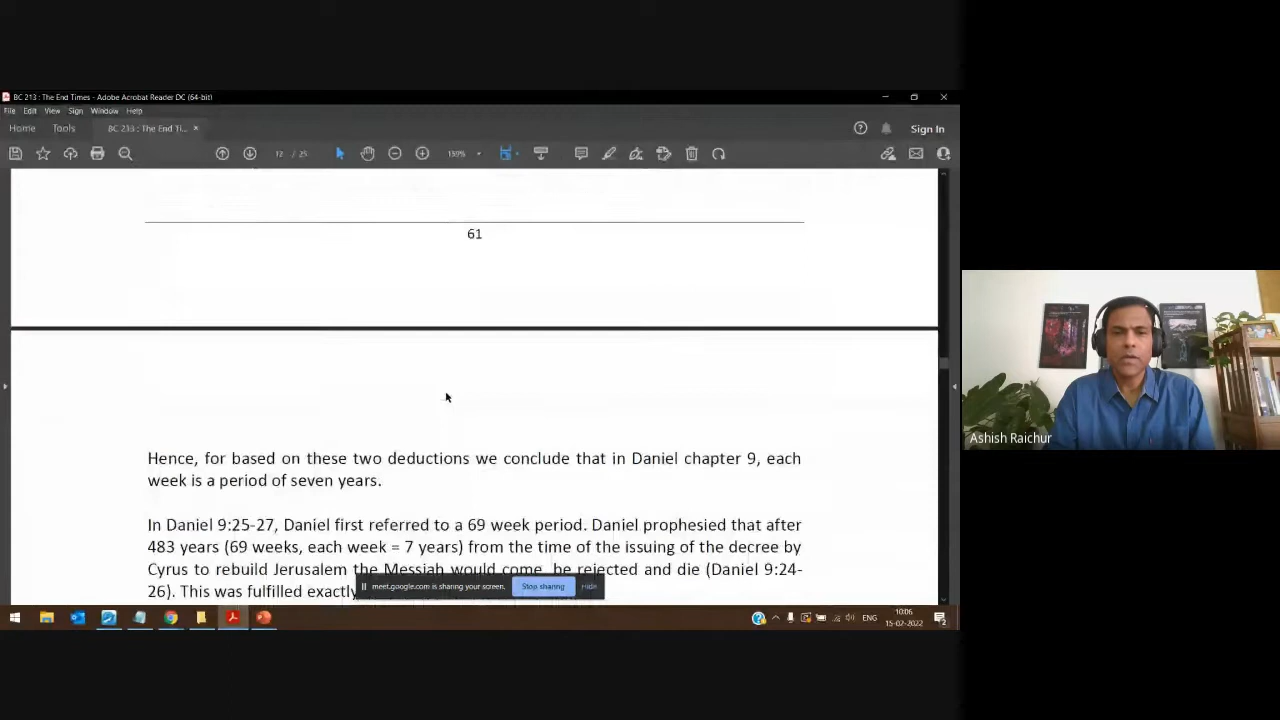 BC 213 : The End Times - Adobe Acrobat Reader DC (64-bit)
File Edit View Sign Window Help
Home Tools BC 213 : The End Ti... × Sign In
12 / 25 159%
61
Hence, for based on these two deductions we conclude that in Daniel chapter 9, each
week is a period of seven years.
In Daniel 9:25-27, Daniel first referred to a 69 week period. Daniel prophesied that after
483 years (69 weeks, each week = 7 years) from the time of the issuing of the decree by
Cyrus to rebuild Jerusalem the Messiah would come, be rejected and die (Daniel 9:24-
26). This was fulfilled exactly
meet.google.com is sharing your screen. Stop sharing Hide
ENG 10:06
15-02-2022
Ashish Raichur